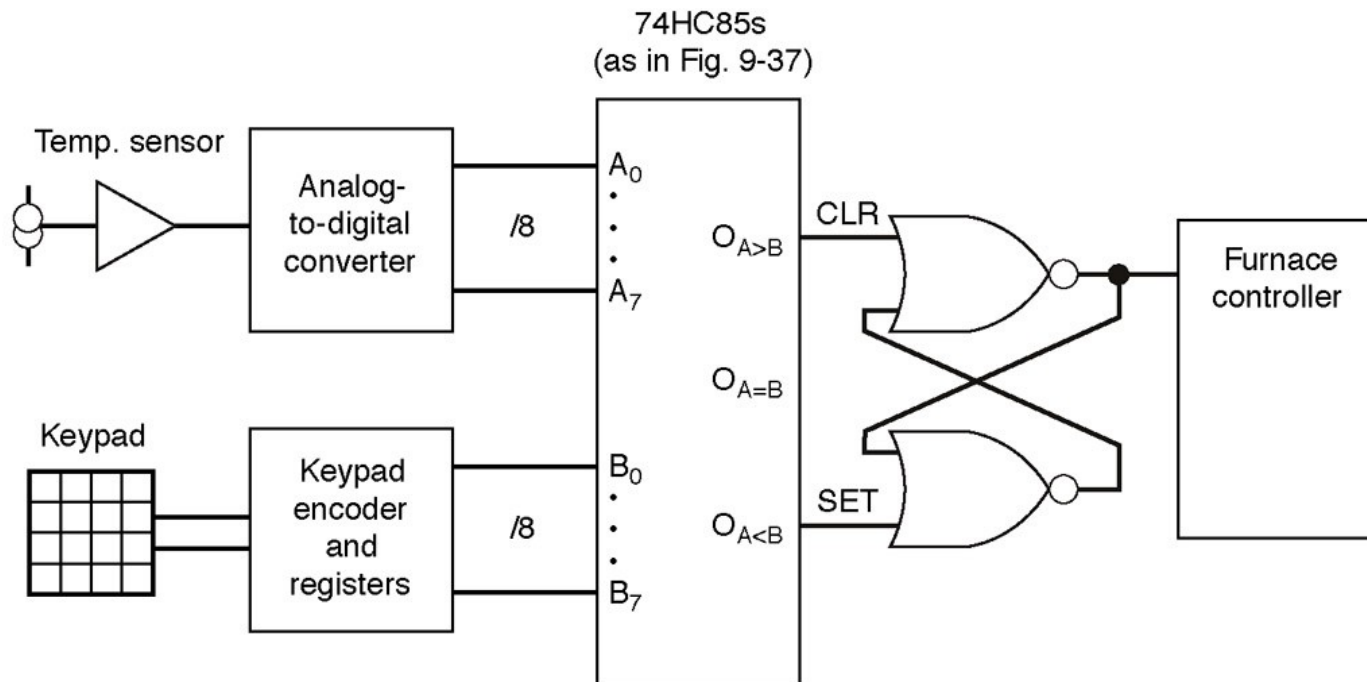 74HC85s
(as in Fig. 9-37)
Temp. sensor
Analog-
to-digital
converter
/8
A0
A7
OA>B
CLR
Furnace
controller
OA=B
Keypad
Keypad
encoder
and
registers
/8
B0
B7
OA<B
SET